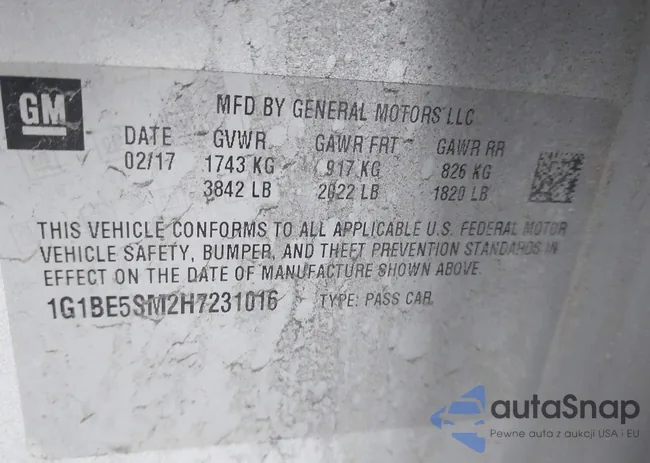 GM
MFD BY GENERAL MOTORS LLC
DATE GVWR GAWR FRT GAWR RR
02/17 1743 KG 917 KG 826 KG
3842 LB 2022 LB 1820 LB
THIS VEHICLE CONFORMS TO ALL APPLICABLE U.S. FEDERAL MOTOR
VEHICLE SAFETY, BUMPER, AND THEFT PREVENTION STANDARDS IN
EFFECT ON THE DATE OF MANUFACTURE SHOWN ABOVE.
1G1BE5SM2H7231016 TYPE: PASS CAR
autaSnap
Pewne auta z aukcji USA i EU